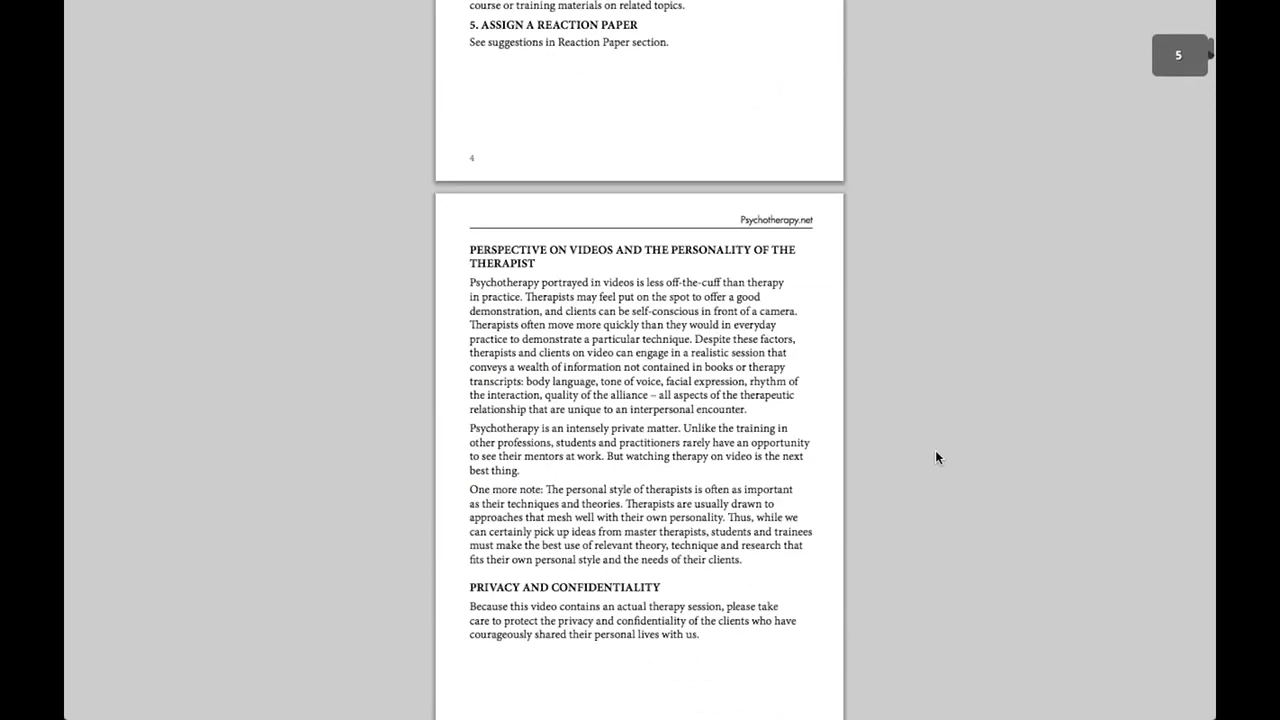 course or training materials on related topics.
5. ASSIGN A REACTION PAPER
See suggestions in Reaction Paper section.
5
4
Psychotherapy.net
PERSPECTIVE ON VIDEOS AND THE PERSONALITY OF THE
THERAPIST
Psychotherapy portrayed in videos is less off-the-cuff than therapy
in practice. Therapists may feel put on the spot to offer a good
demonstration, and clients can be self-conscious in front of a camera.
Therapists often move more quickly than they would in everyday
practice to demonstrate a particular technique. Despite these factors,
therapists and clients on video can engage in a realistic session that
conveys a wealth of information not contained in books or therapy
transcripts: body language, tone of voice, facial expression, rhythm of
the interaction, quality of the alliance – all aspects of the therapeutic
relationship that are unique to an interpersonal encounter.
Psychotherapy is an intensely private matter. Unlike the training in
other professions, students and practitioners rarely have an opportunity
to see their mentors at work. But watching therapy on video is the next
best thing.
One more note: The personal style of therapists is often as important
as their techniques and theories. Therapists are usually drawn to
approaches that mesh well with their own personality. Thus, while we
can certainly pick up ideas from master therapists, students and trainees
must make the best use of relevant theory, technique and research that
fits their own personal style and the needs of their clients.
PRIVACY AND CONFIDENTIALITY
Because this video contains an actual therapy session, please take
care to protect the privacy and confidentiality of the clients who have
courageously shared their personal lives with us.